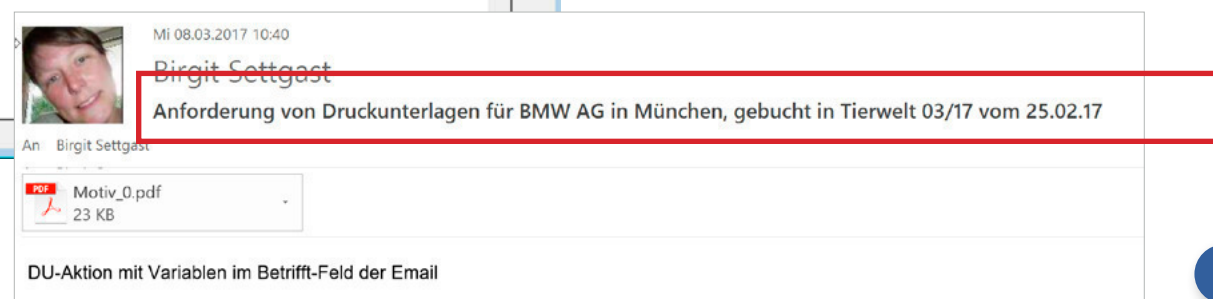 Mi 08.03.2017 10:40
Birgit Settgast
Anforderung von Druckunterlagen für BMW AG in München, gebucht in Tierwelt 03/17 vom 25.02.17
An Birgit Settgast
PDF
Motiv_0.pdf
23 KB
DU-Aktion mit Variablen im Betrifft-Feld der Email